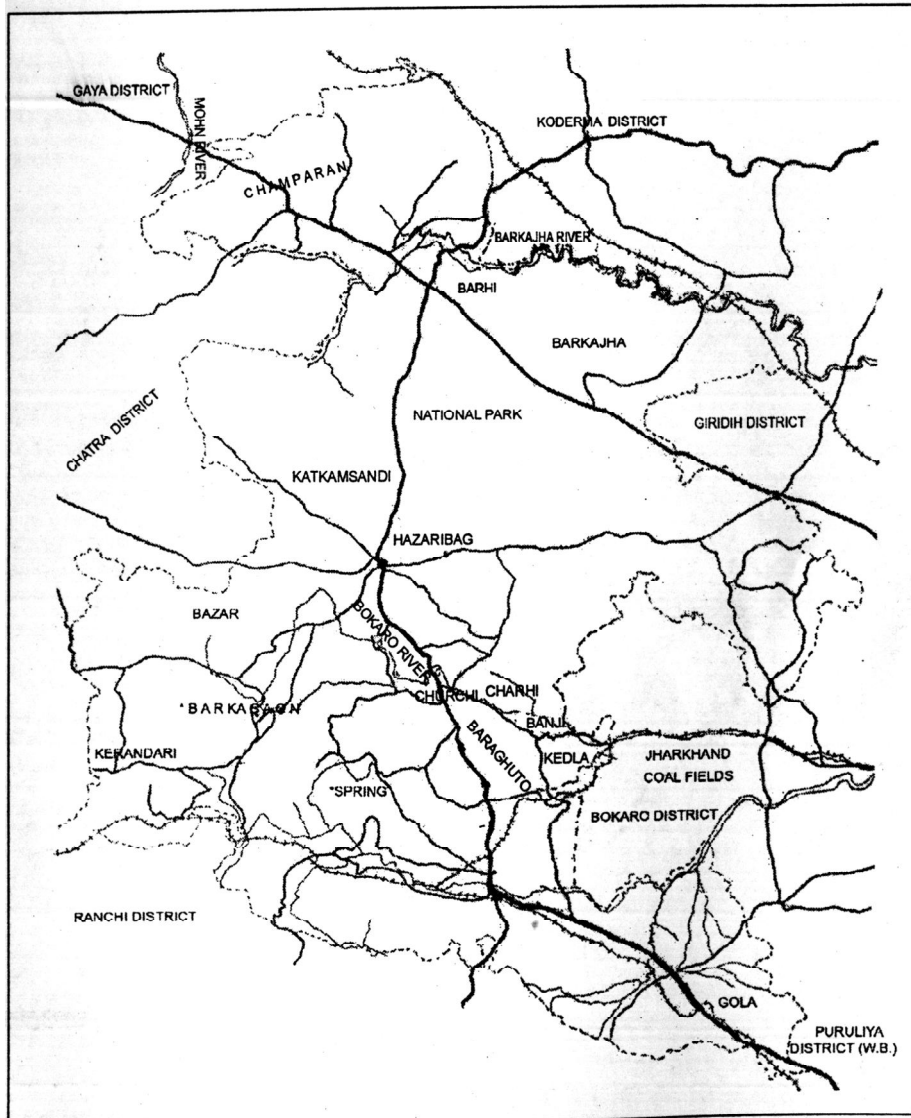 GAYA DISTRICT
MOHN RIVER
KODERMA DISTRICT
CHAMPARAN
BARKAJHA RIVER
BARHI
BARKAJHA
NATIONAL PARK
GIRIDIH DISTRICT
CHATRA DISTRICT
KATKAMSANDI
HAZARIBAG
BAZAR
BOKARO RIVER
CHURCHI
CHARHI
*BARKAGAON
BANJI
BARAGHUTO
KERANDARI
KEDLA
JHARKHAND
COAL FIELDS
*SPRING
BOKARO DISTRICT
RANCHI DISTRICT
GOLA
PURULIYA
DISTRICT (W.B.)